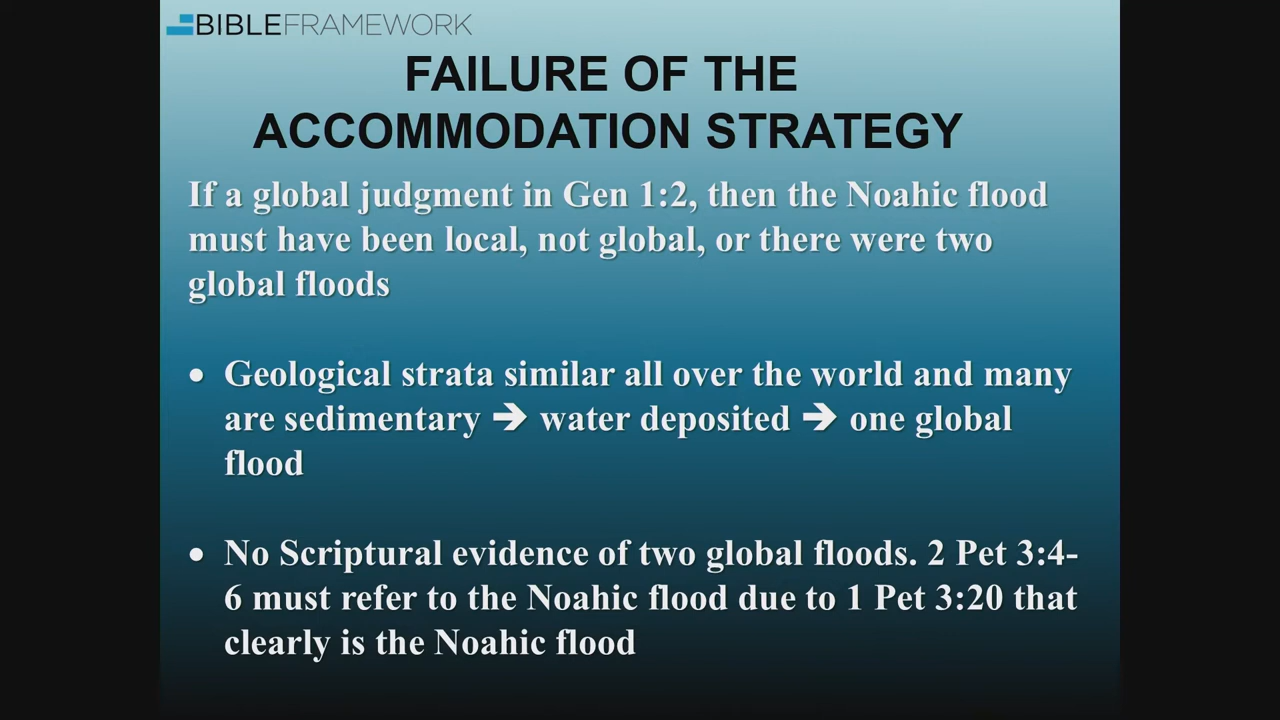 BIBLEFRAMEWORK
FAILURE OF THE
ACCOMMODATION STRATEGY
If a global judgment in Gen 1:2, then the Noahic flood
must have been local, not global, or there were two
global floods
• Geological strata similar all over the world and many
are sedimentary ➔ water deposited ➔ one global
flood
• No Scriptural evidence of two global floods. 2 Pet 3:4-
6 must refer to the Noahic flood due to 1 Pet 3:20 that
clearly is the Noahic flood